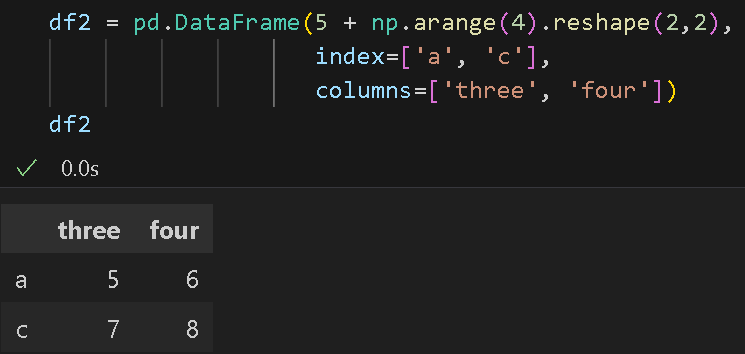 df2 = pd.DataFrame(5 + np.arange(4).reshape(2,2),
index=['a', 'c'],
columns=['three', 'four'])
df2
✓ 0.0s
three four
a 5 6
c 7 8